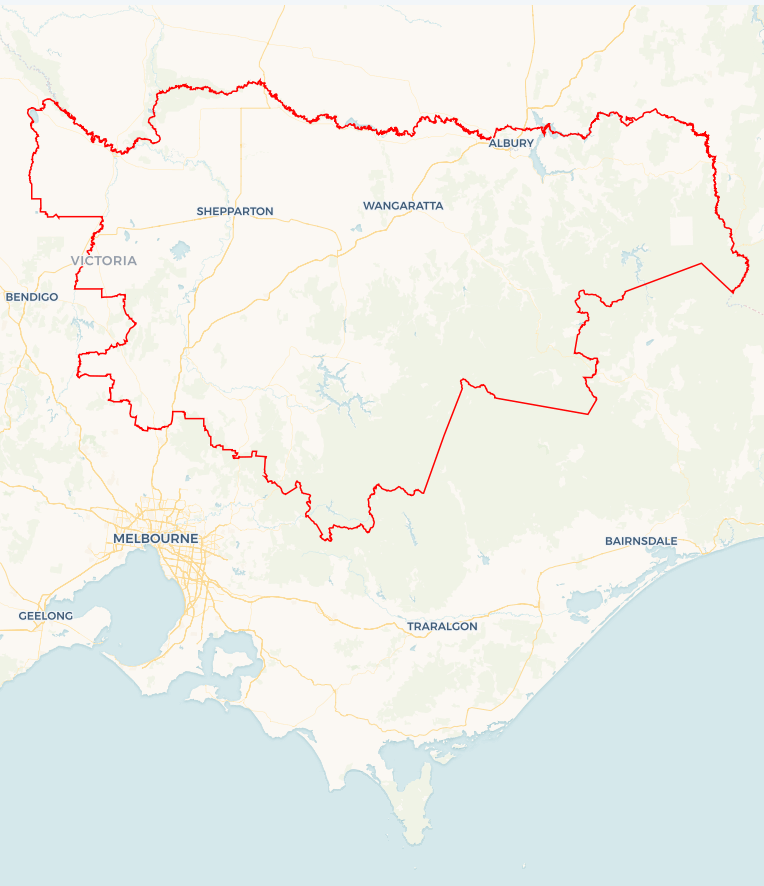 ALBURY
SHEPPARTON
WANGARATTA
VICTORIA
BENDIGO
MELBOURNE
BAIRNSDALE
GEELONG
TRARALGON